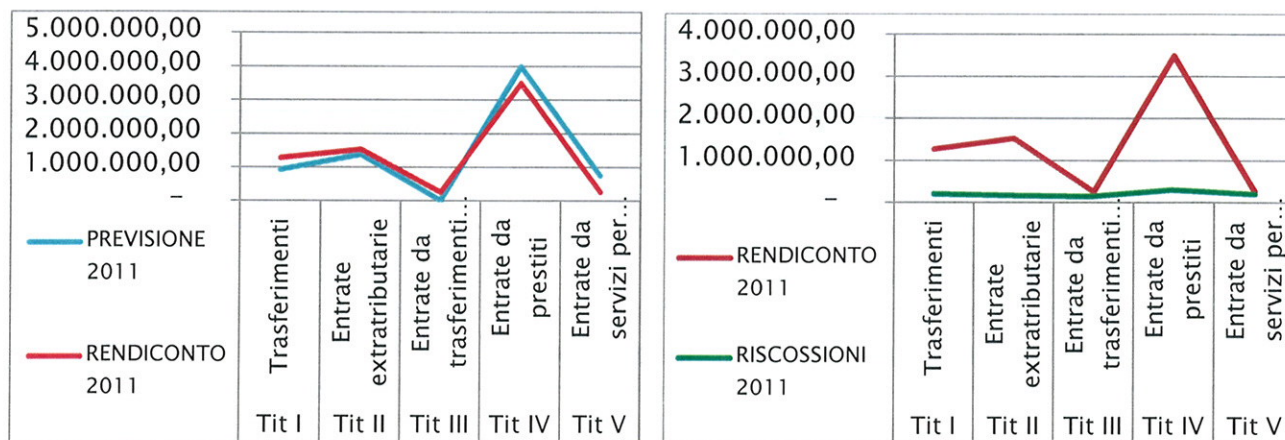 5.000.000,00
4.000.000,00
3.000.000,00
2.000.000,00
1.000.000,00
–
PREVISIONE
2011
RENDICONTO
2011
Trasferimenti
Entrate
extratributarie
Entrate da
trasferimenti...
Entrate da
prestiti
Entrate da
servizi per...
Tit I
Tit II
Tit III
Tit IV
Tit V
4.000.000,00
3.000.000,00
2.000.000,00
1.000.000,00
–
RENDICONTO
2011
RISCOSSIONI
2011
Trasferimenti
Entrate
extratributarie
Entrate da
trasferimenti...
Entrate da
prestiti
Entrate da
servizi per...
Tit I
Tit II
Tit III
Tit IV
Tit V